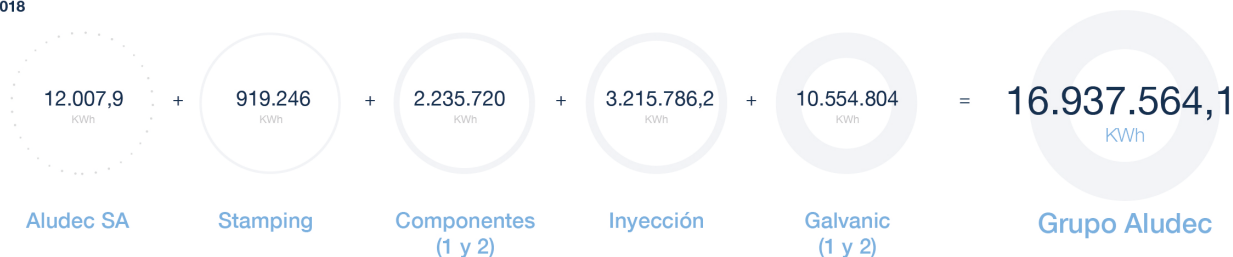 018
12.007,9 + 919.246 + 2.235.720 + 3.215.786,2 + 10.554.804 = 16.937.564,1
KWh KWh KWh KWh KWh KWh
Aludec SA Stamping Componentes Inyección Galvanic Grupo Aludec
(1 y 2) (1 y 2)